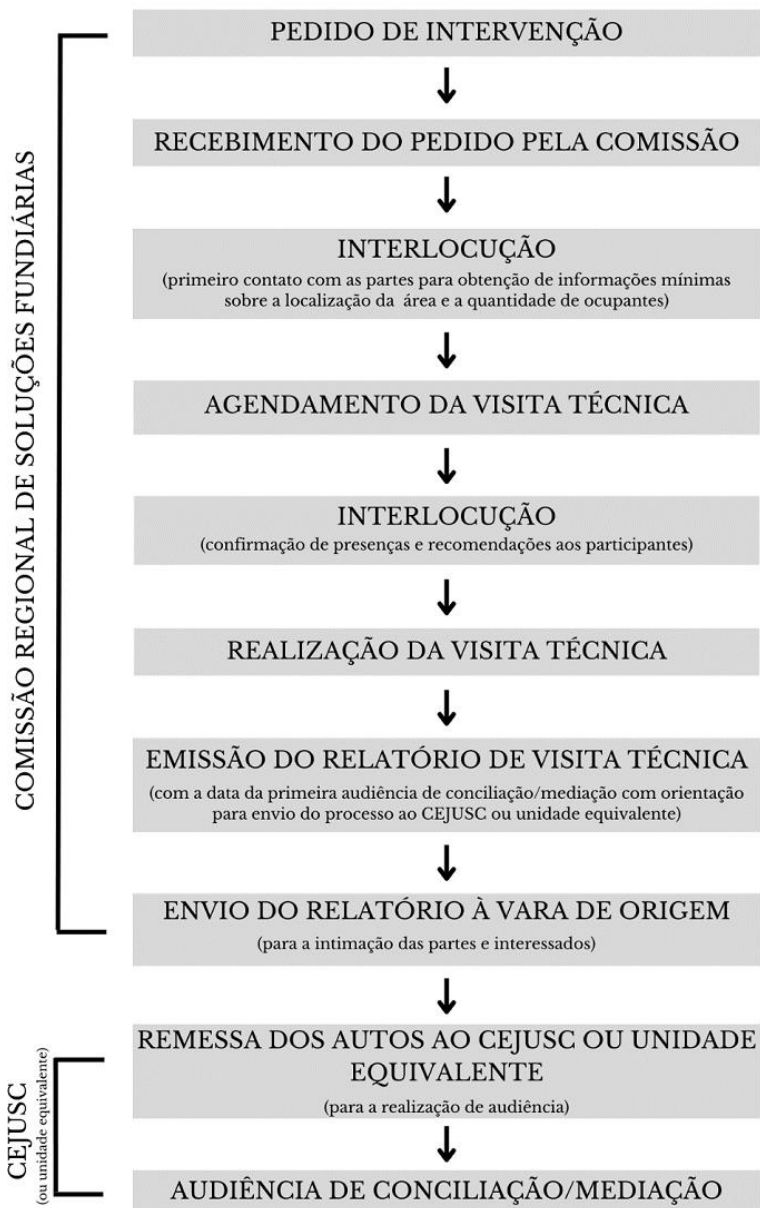 PEDIDO DE INTERVENÇÃO
RECEBIMENTO DO PEDIDO PELA COMISSÃO
INTERLOCUÇÃO
(primeiro contato com as partes para obtenção de informações mínimas
sobre a localização da área e a quantidade de ocupantes)
AGENDAMENTO DA VISITA TÉCNICA
INTERLOCUÇÃO
(confirmação de presenças e recomendações aos participantes)
REALIZAÇÃO DA VISITA TÉCNICA
EMISSÃO DO RELATÓRIO DE VISITA TÉCNICA
(com a data da primeira audiência de conciliação/mediação com orientação
para envio do processo ao CEJUSC ou unidade equivalente)
ENVIO DO RELATÓRIO À VARA DE ORIGEM
(para a intimação das partes e interessados)
COMISSÃO REGIONAL DE SOLUÇÕES FUNDIÁRIAS
REMESSA DOS AUTOS AO CEJUSC OU UNIDADE
EQUIVALENTE
(para a realização de audiência)
AUDIÊNCIA DE CONCILIAÇÃO/MEDIAÇÃO
CEJUSC
(ou unidade equivalente)